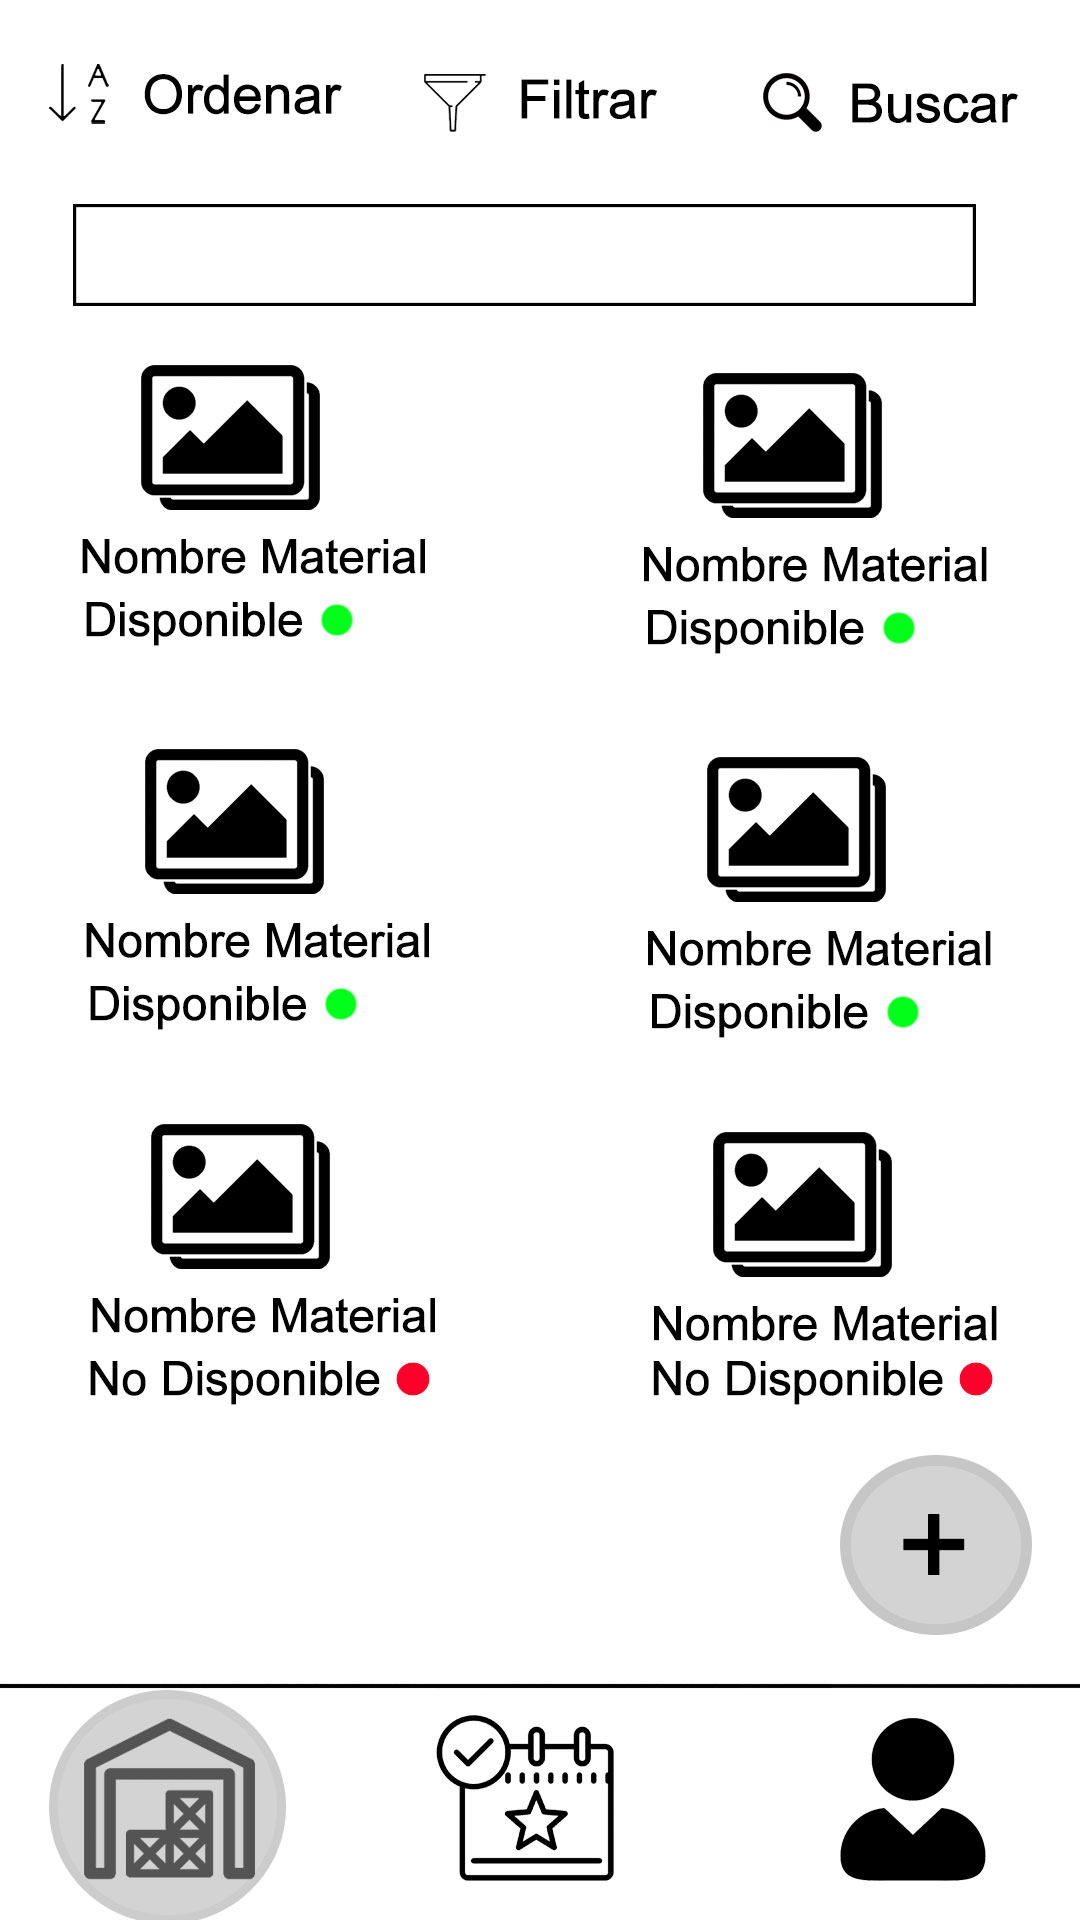 A
Z
Ordenar
Filtrar
Buscar
Nombre Material
Disponible
Nombre Material
Disponible
Nombre Material
Disponible
Nombre Material
Disponible
Nombre Material
No Disponible
Nombre Material
No Disponible
+